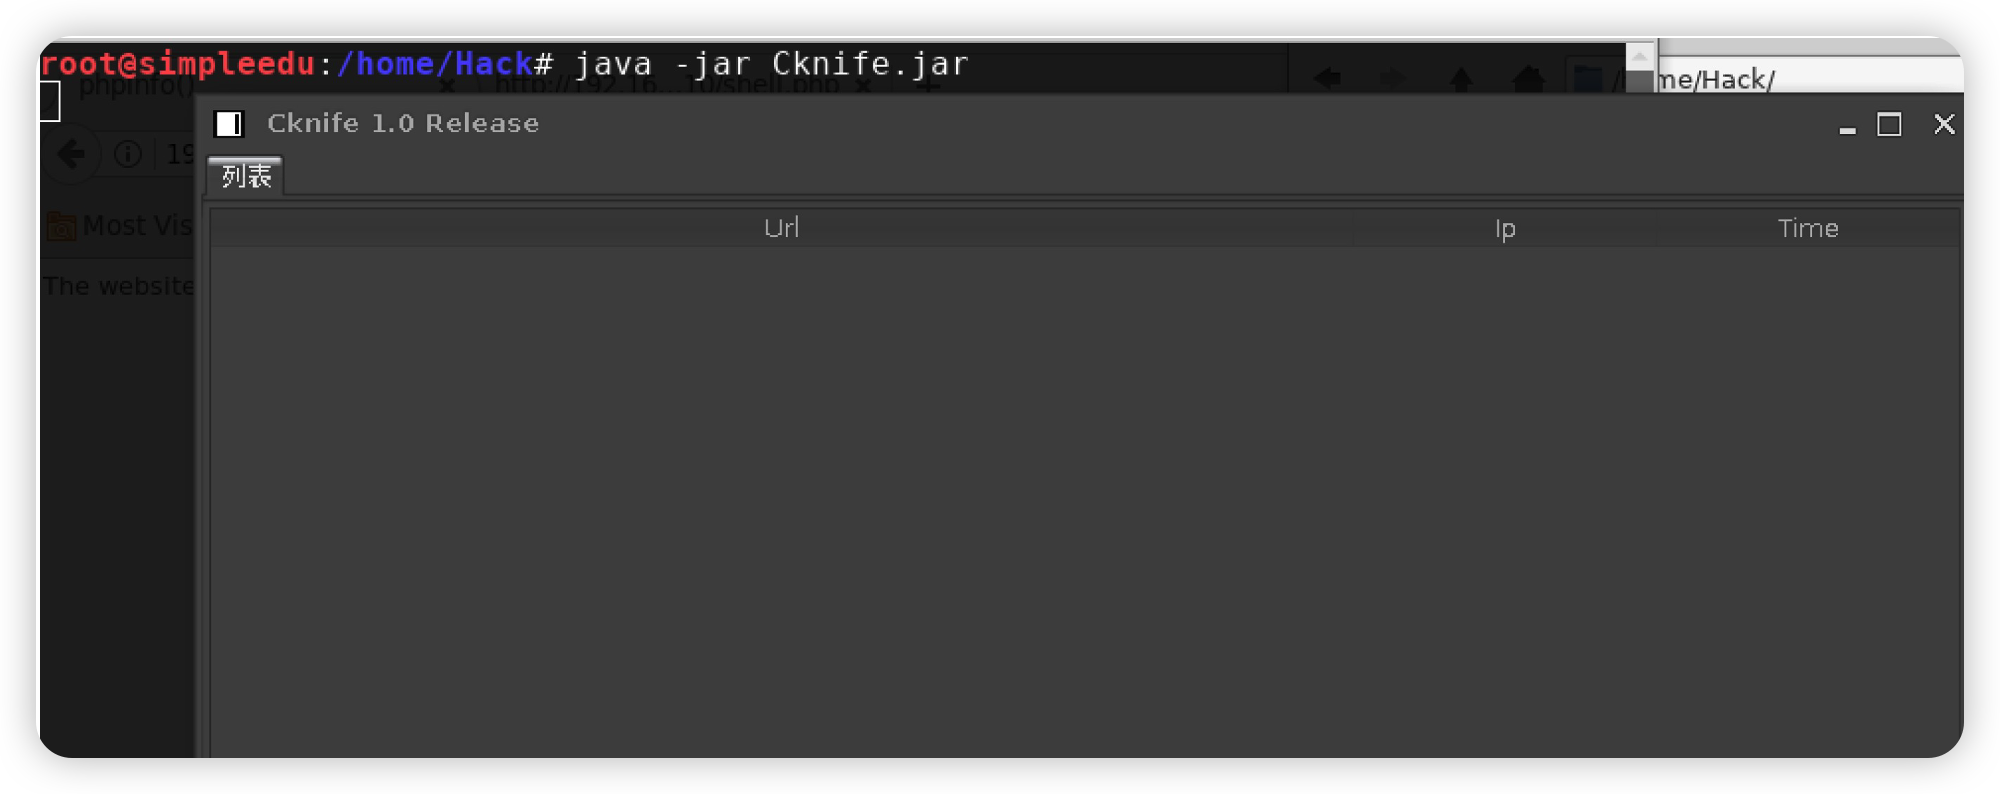 root@simpleedu:/home/Hack# java -jar Cknife.jar
phpinfo() http://192.16...10/shell.php
me/Hack/
Cknife 1.0 Release
19
列表
Most Vis
Url Ip Time
The website